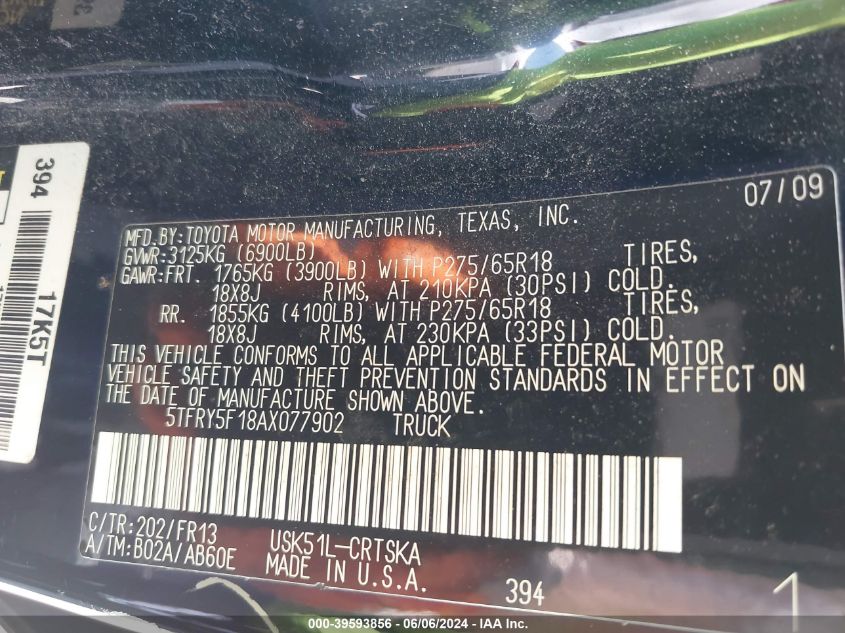 394
17K5T
07/09
MFD.BY:TOYOTA MOTOR MANUFACTURING, TEXAS, INC.
GVWR:3125KG (6900LB)
GAWR:FRT. 1765KG (3900LB) WITH P275/65R18 TIRES,
18X8J RIMS, AT 210KPA (30PSI) COLD.
RR. 1855KG (4100LB) WITH P275/65R18 TIRES,
18X8J RIMS, AT 230KPA (33PSI) COLD.
THIS VEHICLE CONFORMS TO ALL APPLICABLE FEDERAL MOTOR
VEHICLE SAFETY AND THEFT PREVENTION STANDARDS IN EFFECT ON
THE DATE OF MANUFACTURE SHOWN ABOVE.
5TFRY5F18AX077902 TRUCK
C/TR:202/FR13 USK51L-CRTSKA
A/TM:B02A/AB60E MADE IN U.S.A. 394
1
000-39593856 - 06/06/2024 - IAA Inc.